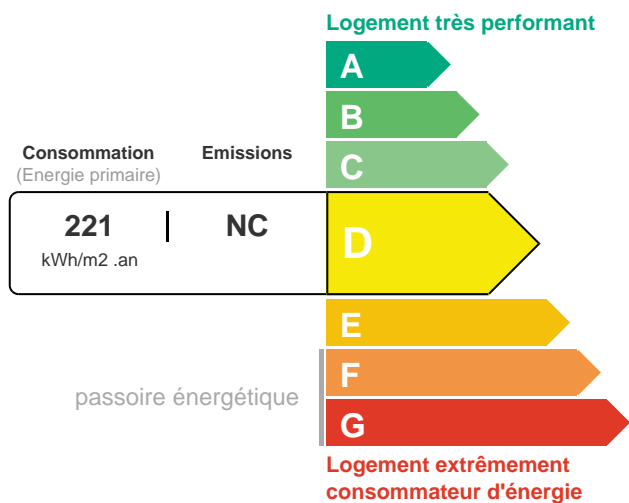 Logement très performant
A
B
Consommation Emissions
(Energie primaire)
C
221 | NC
kWh/m2 .an
D
E
F
passoire énergétique
G
Logement extrêmement
consommateur d'énergie